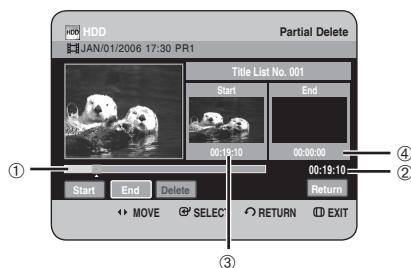 HDD HDD Partial Delete
JAN/01/2006 17:30 PR1
Title List No. 001
Start End
00:19:10 00:00:00
④
① 00:19:10 ②
Start End Delete Return
MOVE SELECT RETURN EXIT
③